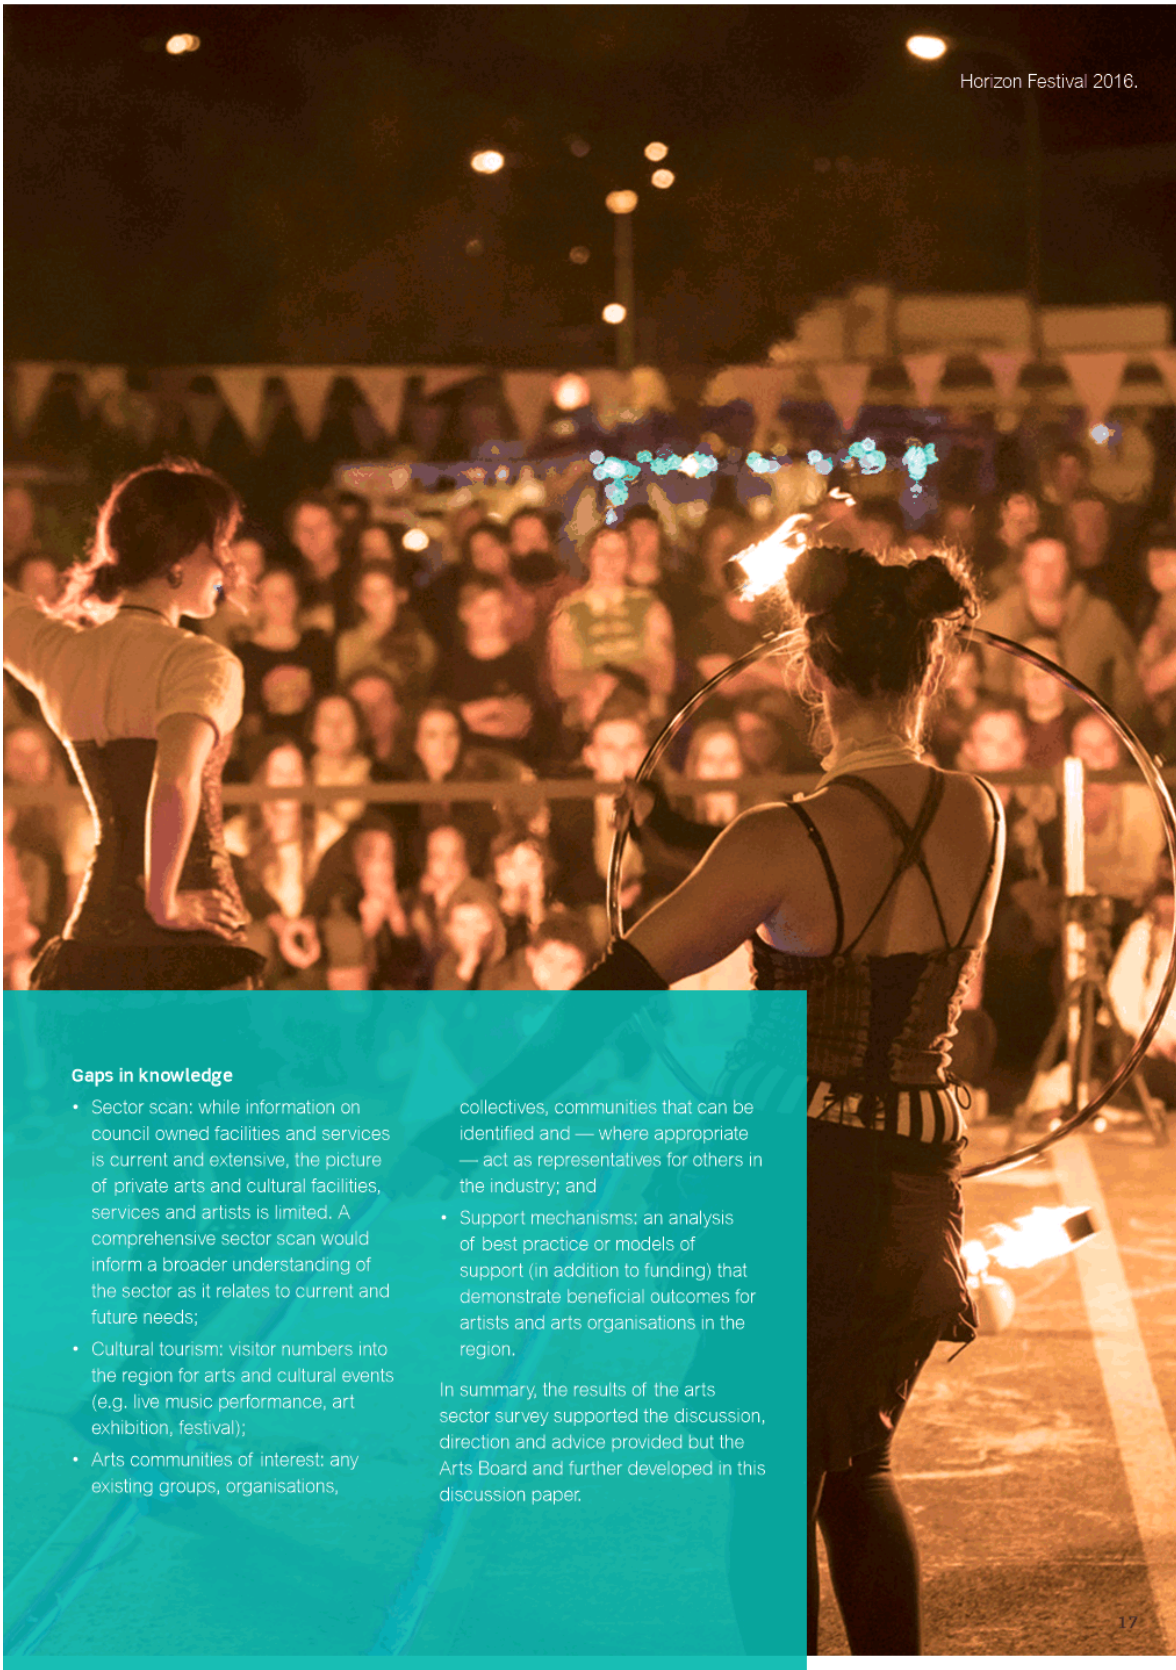 Horizon Festival 2016.
Gaps in knowledge
• Sector scan: while information on
council owned facilities and services
is current and extensive, the picture
of private arts and cultural facilities,
services and artists is limited. A
comprehensive sector scan would
inform a broader understanding of
the sector as it relates to current and
future needs;
• Cultural tourism: visitor numbers into
the region for arts and cultural events
(e.g. live music performance, art
exhibition, festival);
• Arts communities of interest: any
existing groups, organisations,
collectives, communities that can be
identified and — where appropriate
— act as representatives for others in
the industry; and
• Support mechanisms: an analysis
of best practice or models of
support (in addition to funding) that
demonstrate beneficial outcomes for
artists and arts organisations in the
region.
In summary, the results of the arts
sector survey supported the discussion,
direction and advice provided but the
Arts Board and further developed in this
discussion paper.
17